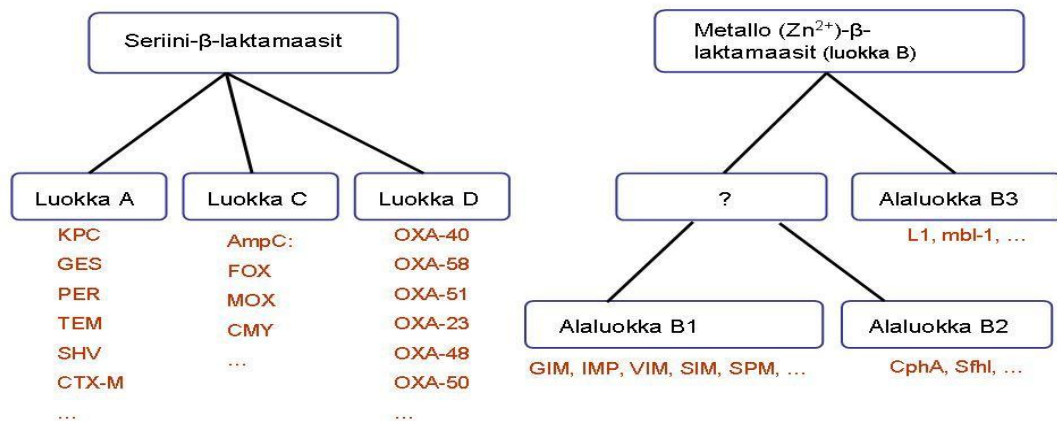 Seriini-β-laktamaasit
Luokka A
KPC
GES
PER
TEM
SHV
CTX-M
...
Luokka C
AmpC:
FOX
MOX
CMY
...
Luokka D
OXA-40
OXA-58
OXA-51
OXA-23
OXA-48
OXA-50
...
Metallo (Zn²⁺)-β-
laktamaasit (luokka B)
?
Alaluokka B3
L1, mbl-1, ...
Alaluokka B1
GIM, IMP, VIM, SIM, SPM, ...
Alaluokka B2
CphA, Sfhl, ...